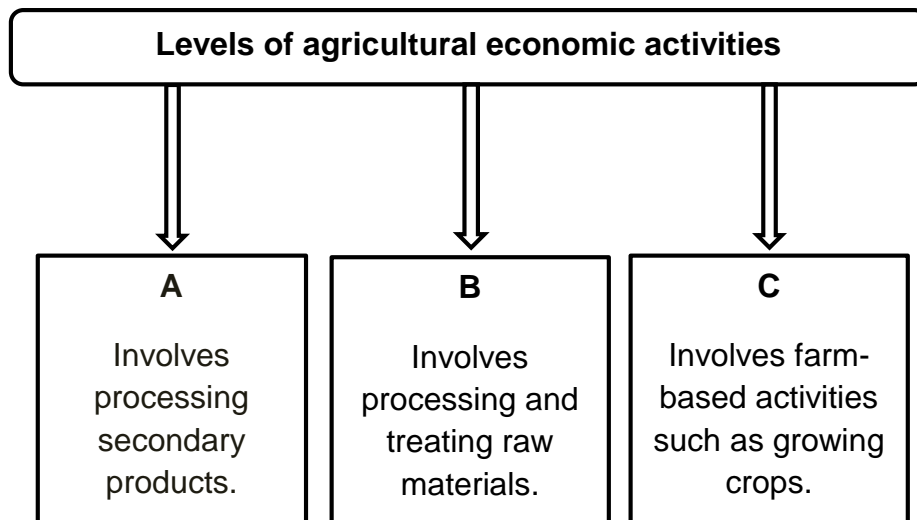 Levels of agricultural economic activities
A
Involves
processing
secondary
products.
B
Involves
processing and
treating raw
materials.
C
Involves farm-
based activities
such as growing
crops.